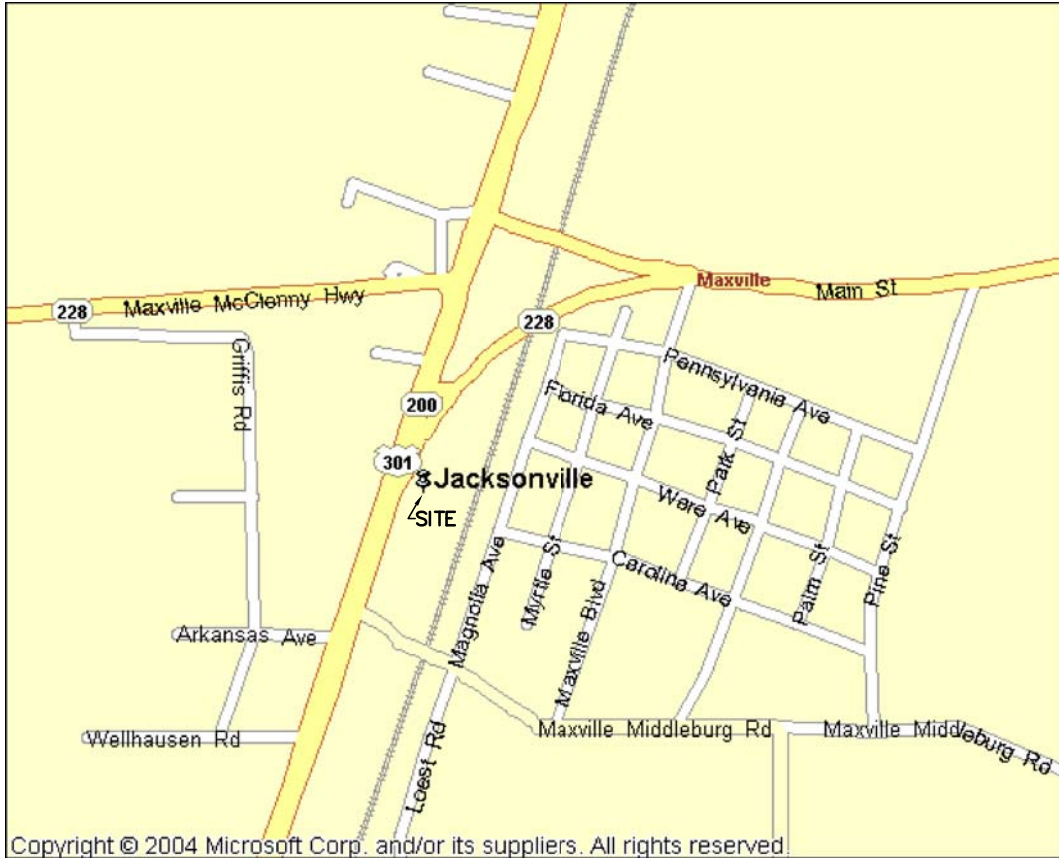 Maxville
Main St
Maxville McClenny Hwy
228
228
Griffis Rd
Pennsylvania Ave
Florida Ave
200
Park St
301
Jacksonville
SITE
Ware Ave
Magnolia Ave
Myrtle St
Carolina Ave
Palm St
Pine St
Maxville Blvd
Arkansas Ave
Wellhausen Rd
Maxville Middleburg Rd
Maxville Middleburg Rd
Loest Rd
Copyright © 2004 Microsoft Corp. and/or its suppliers. All rights reserved.